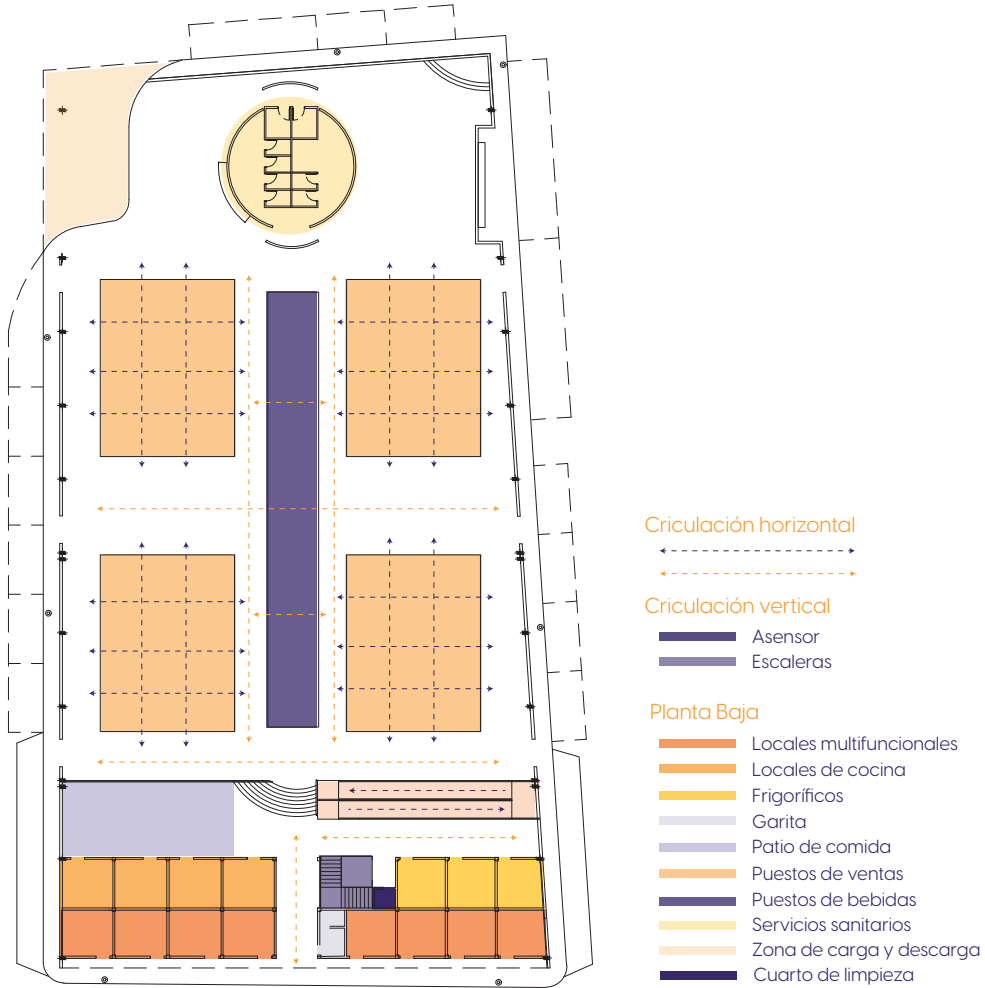 Criculación horizontal
Criculación vertical
Asensor
Escaleras
Planta Baja
Locales multifuncionales
Locales de cocina
Frigoríficos
Garita
Patio de comida
Puestos de ventas
Puestos de bebidas
Servicios sanitarios
Zona de carga y descarga
Cuarto de limpieza